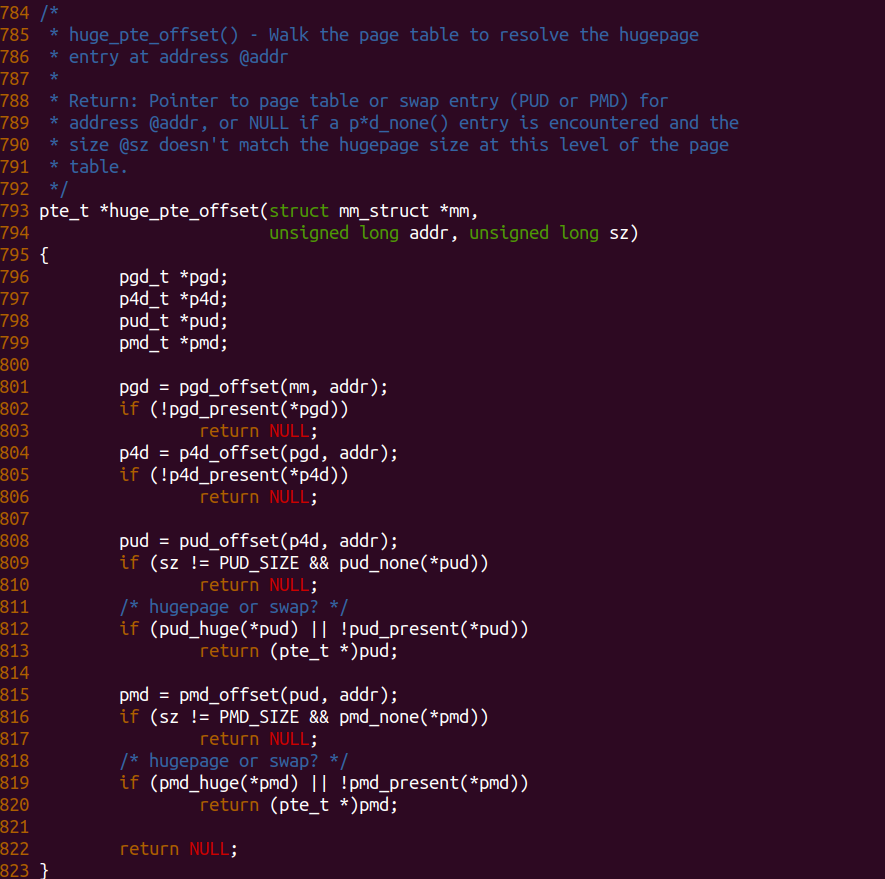 784 /*
785  * huge_pte_offset() - Walk the page table to resolve the hugepage
786  * entry at address @addr
787  *
788  * Return: Pointer to page table or swap entry (PUD or PMD) for
789  * address @addr, or NULL if a p*d_none() entry is encountered and the
790  * size @sz doesn't match the hugepage size at this level of the page
791  * table.
792  */
793 pte_t *huge_pte_offset(struct mm_struct *mm,
794                        unsigned long addr, unsigned long sz)
795 {
796         pgd_t *pgd;
797         p4d_t *p4d;
798         pud_t *pud;
799         pmd_t *pmd;
800
801         pgd = pgd_offset(mm, addr);
802         if (!pgd_present(*pgd))
803                 return NULL;
804         p4d = p4d_offset(pgd, addr);
805         if (!p4d_present(*p4d))
806                 return NULL;
807
808         pud = pud_offset(p4d, addr);
809         if (sz != PUD_SIZE && pud_none(*pud))
810                 return NULL;
811         /* hugepage or swap? */
812         if (pud_huge(*pud) || !pud_present(*pud))
813                 return (pte_t *)pud;
814
815         pmd = pmd_offset(pud, addr);
816         if (sz != PMD_SIZE && pmd_none(*pmd))
817                 return NULL;
818         /* hugepage or swap? */
819         if (pmd_huge(*pmd) || !pmd_present(*pmd))
820                 return (pte_t *)pmd;
821
822         return NULL;
823 }